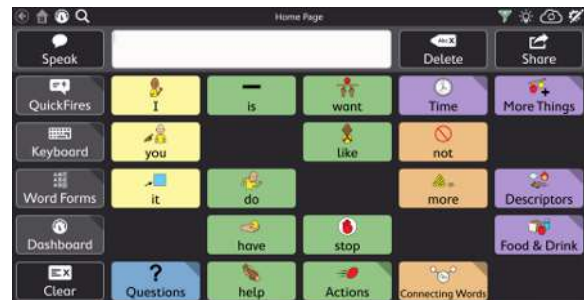 Home Page
Speak
Abc X
Delete
Share
QuickFires
I
is
want
Time
More Things
Keyboard
you
like
not
Word Forms
it
do
more
Descriptors
Dashboard
have
stop
Food & Drink
Clear
?
Questions
help
Actions
Connecting Words